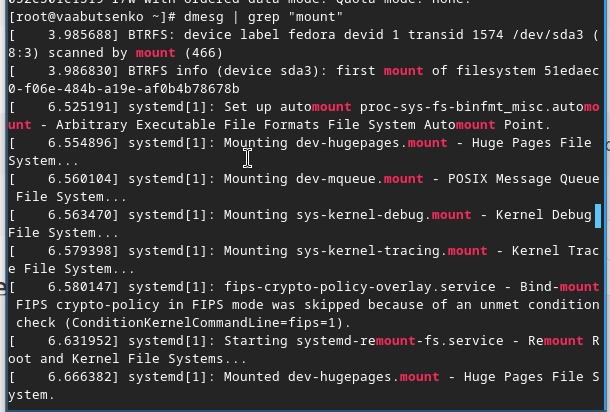 [root@vaabutsenko ~]# dmesg | grep "mount"
[    3.985688] BTRFS: device label fedora devid 1 transid 1574 /dev/sda3 (
8:3) scanned by mount (466)
[    3.986830] BTRFS info (device sda3): first mount of filesystem 51edaec
0-f06e-484b-a19e-af0b4b78678b
[    6.525191] systemd[1]: Set up automount proc-sys-fs-binfmt_misc.automo
unt - Arbitrary Executable File Formats File System Automount Point.
[    6.554896] systemd[1]: Mounting dev-hugepages.mount - Huge Pages File
System...
[    6.560104] systemd[1]: Mounting dev-mqueue.mount - POSIX Message Queue
 File System...
[    6.563470] systemd[1]: Mounting sys-kernel-debug.mount - Kernel Debug
File System...
[    6.579398] systemd[1]: Mounting sys-kernel-tracing.mount - Kernel Trac
e File System...
[    6.580147] systemd[1]: fips-crypto-policy-overlay.service - Bind-mount
 FIPS crypto-policy in FIPS mode was skipped because of an unmet condition
 check (ConditionKernelCommandLine=fips=1).
[    6.631952] systemd[1]: Starting systemd-remount-fs.service - Remount R
oot and Kernel File Systems...
[    6.666382] systemd[1]: Mounted dev-hugepages.mount - Huge Pages File S
ystem.